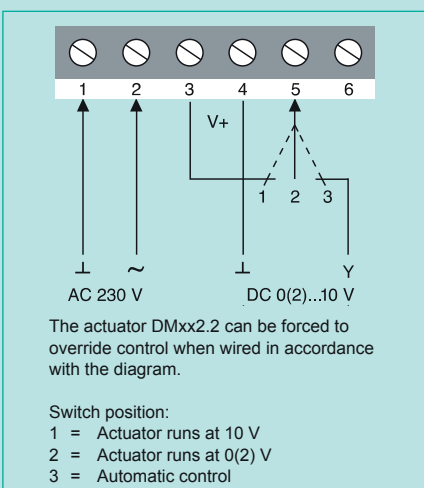 1 2 3 4 5 6
V+
1 2 3
⊥ ~ ⊥ Y
AC 230 V DC 0(2)...10 V
The actuator DMxx2.2 can be forced to
override control when wired in accordance
with the diagram.
Switch position:
1 = Actuator runs at 10 V
2 = Actuator runs at 0(2) V
3 = Automatic control